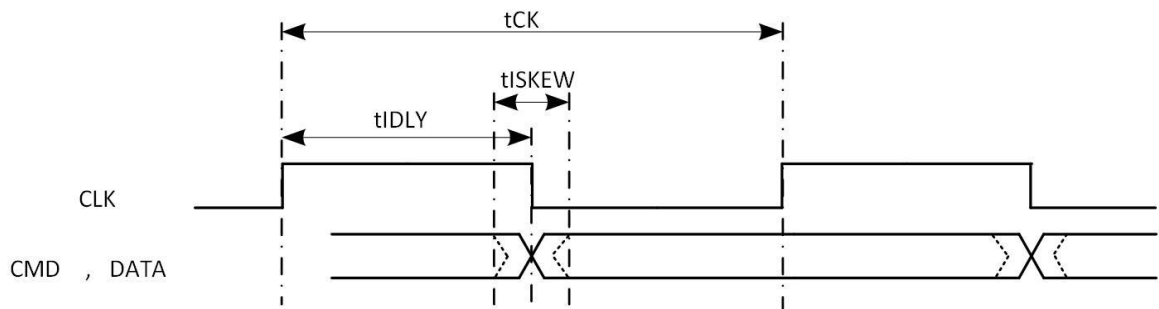 tCK
tISKEW
tIDLY
CLK
CMD , DATA